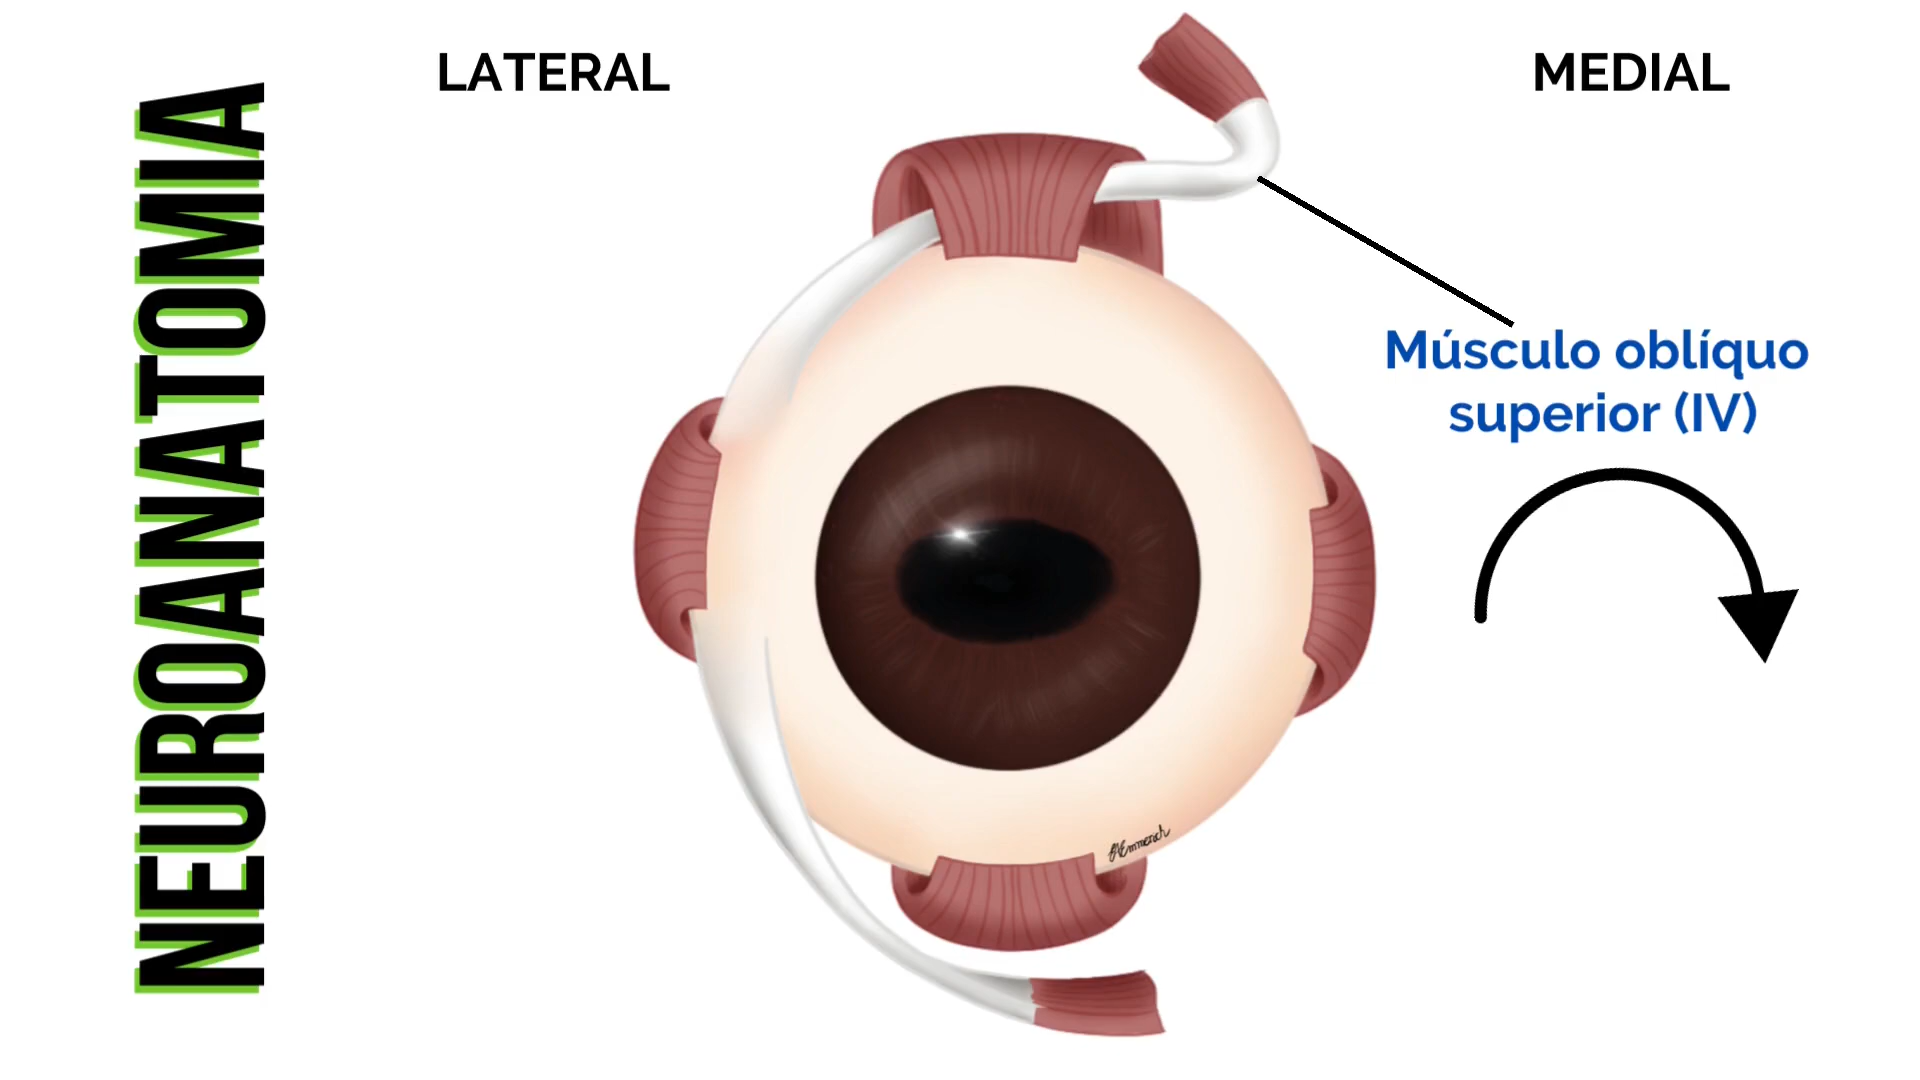 NEUROANATOMIA
LATERAL
MEDIAL
Músculo oblíquo
superior (IV)